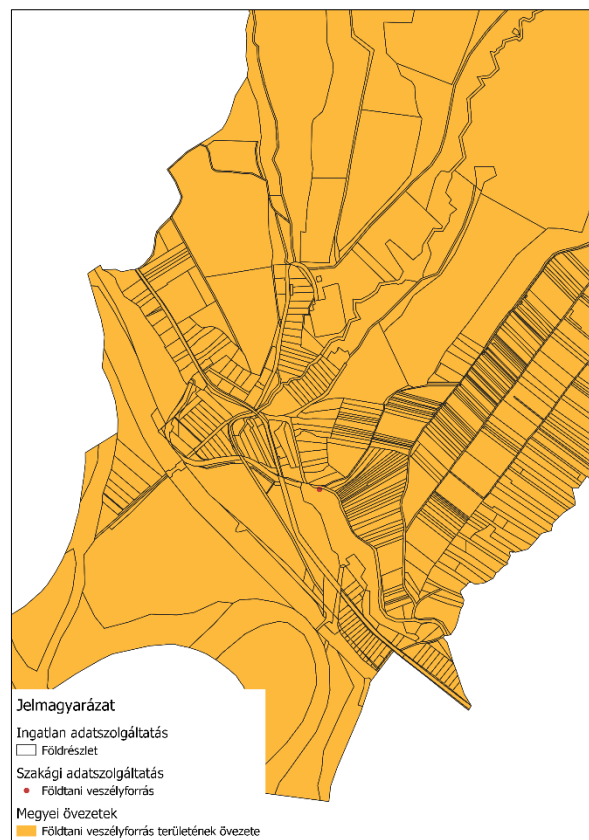 Jelmagyarázat
Ingatlan adatszolgáltatás
Földrészlet
Szakági adatszolgáltatás
Földtani veszélyforrás
Megyei övezetek
Földtani veszélyforrás területének övezete